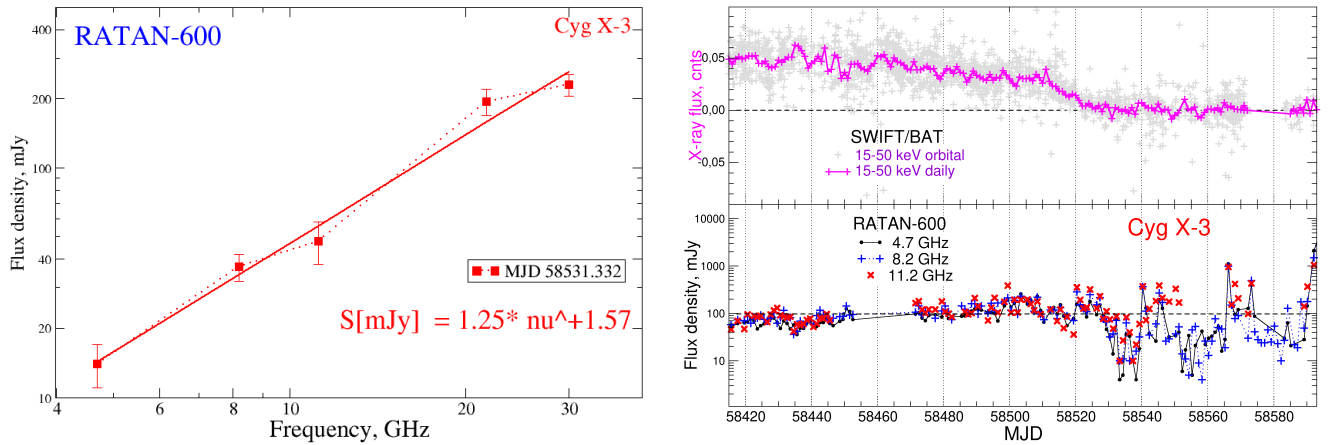 RATAN-600
Cyg X-3
400
200
100
40
20
10
Flux density, mJy
MJD 58531.332
S[mJy] = 1.25* nu^+1.57
4
6
8
10
20
30
Frequency, GHz
X-ray flux, cnts
0.05
0.00
-0.05
SWIFT/BAT
15-50 keV orbital
15-50 keV daily
Flux density, mJy
10000
1000
100
10
RATAN-600
4.7 GHz
8.2 GHz
11.2 GHz
Cyg X-3
58420 58440 58460 58480 58500 58520 58540 58560 58580
MJD